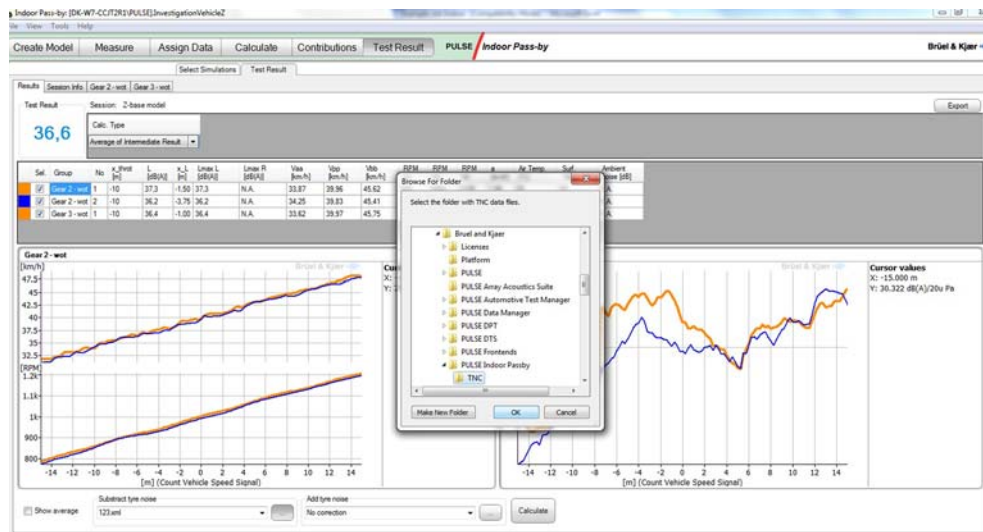 Indoor Pass-by: [DK-W7-CCJT2R1\PULSE].InvestigationVehicleZ
View Tools Help
Create Model Measure Assign Data Calculate Contributions Test Result PULSE Indoor Pass-by Brüel & Kjær
Select Simulations Test Result
Results Session Info Gear 2 - wot Gear 3 - wot
Test Result Session: Z-base model Export
36,6
Calc. Type
Average of Intermediate Result
Sel. Group No x_throt [m] L [dB(A)] x_L [m] Lmax L [dB(A)] Lmax R [dB(A)] Vaa [km/h] Vpp [km/h] Vbb [km/h] RPM RPM RPM a Air Temp. Surf Ambient
Gear 2 - wot 1 -10 37,3 -1.50 37,3 N.A. 33.87 39.96 45.62
Gear 2 - wot 2 -10 36,2 -3.75 36,2 N.A. 34.25 39.83 45.41
Gear 3 - wot 1 -10 36,4 -1.00 36,4 N.A. 33.62 39.97 45.75
Browse For Folder
Select the folder with TNC data files.
Bruel and Kjaer
Licenses
Platform
PULSE
PULSE Array Acoustics Suite
PULSE Automotive Test Manager
PULSE Data Manager
PULSE DPT
PULSE DTS
PULSE Frontends
PULSE Indoor Passby
TNC
Make New Folder OK Cancel
Gear 2 - wot
Brüel & Kjær
[km/h]
47.5
45
42.5
40
37.5
35
32.5
[RPM]
1.2k
1.1k
1k
900
800
-14 -12 -10 -8 -6 -4 -2 0 2 4 6 8 10 12 14
[m] (Count Vehicle Speed Signal)
Brüel & Kjær
Cursor values
X: -15.000 m
Y: 30.322 dB[A]/20u Pa
-14 -12 -10 -8 -6 -4 -2 0 2 4 6 8 10 12 14
[m] (Count Vehicle Speed Signal)
Show average
Substract tyre noise
123.xml
...
Add tyre noise
No correction
...
Calculate